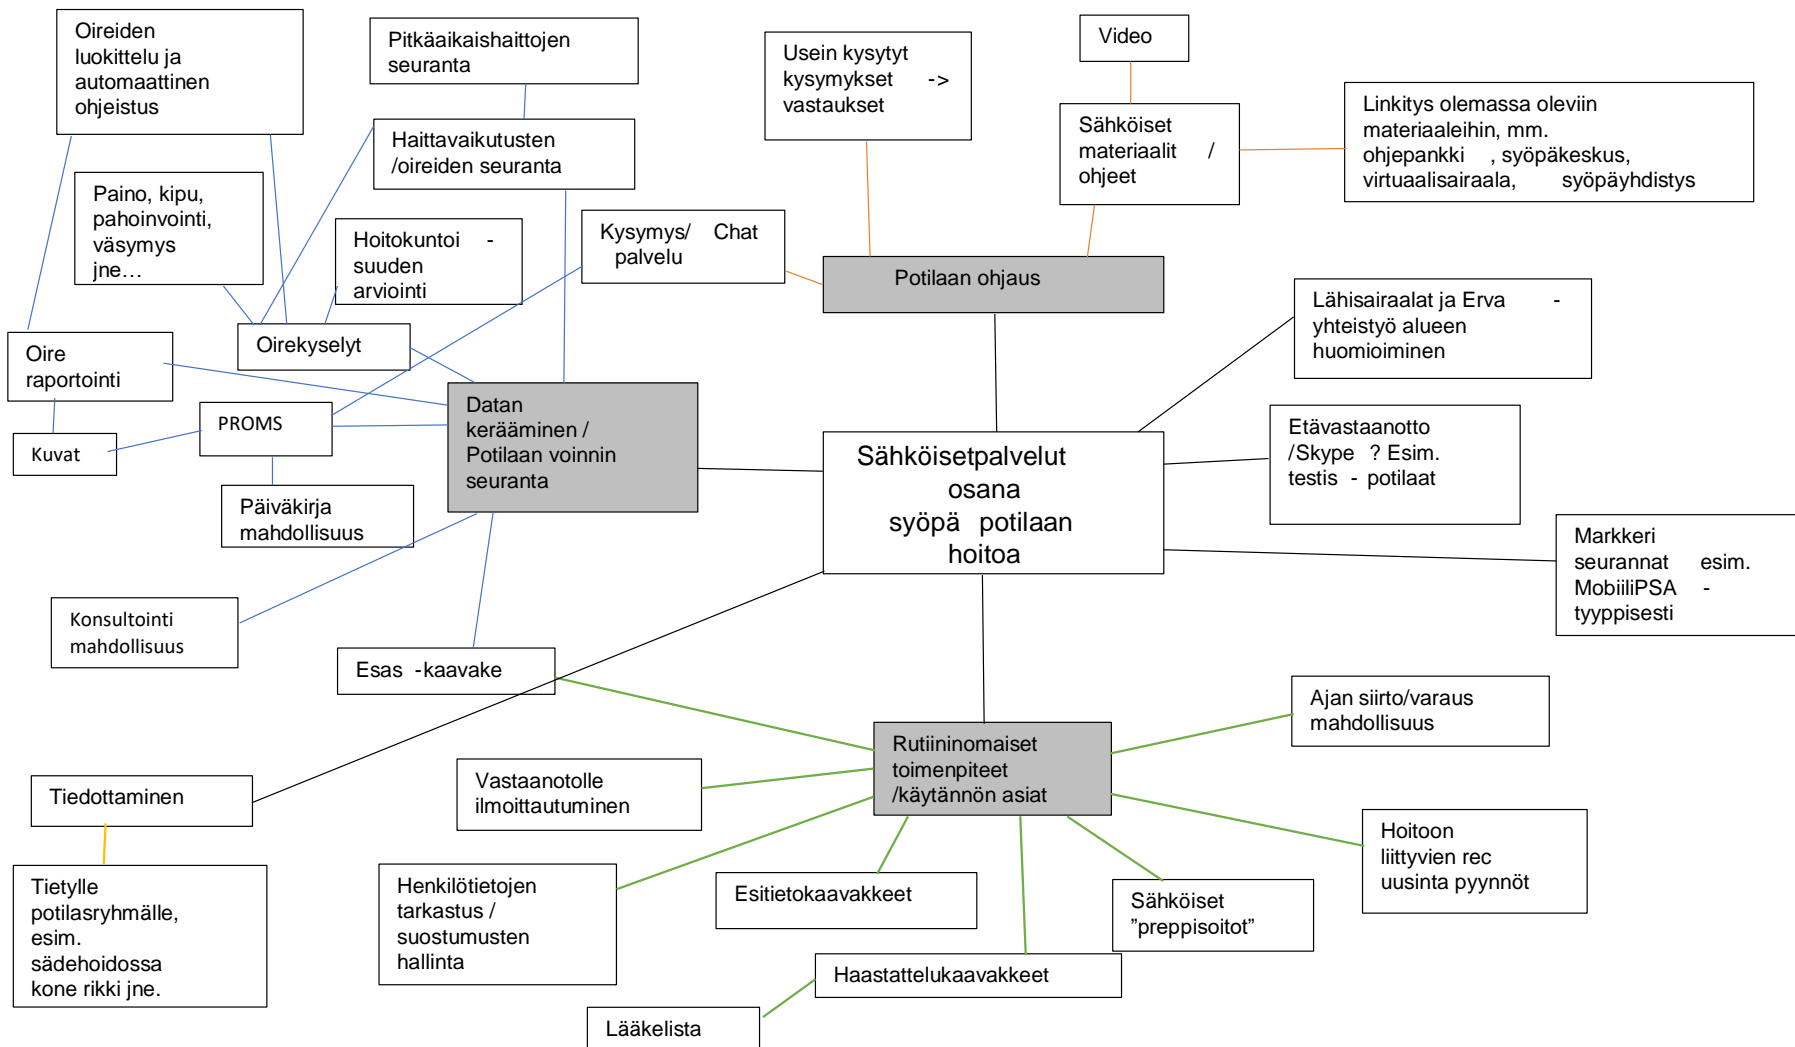 Oireiden
luokittelu ja
automaattinen
ohjeistus
Pitkäaikaishaittojen
seuranta
Usein kysytyt
kysymykset ->
vastaukset
Video
Linkitys olemassa oleviin
materiaaleihin, mm.
ohjepankki , syöpäkeskus,
virtuaalisairaala, syöpäyhdistys
Haittavaikutusten
/oireiden seuranta
Sähköiset
materiaalit /
ohjeet
Paino, kipu,
pahoinvointi,
väsymys
jne…
Hoitokuntoi -
suuden
arviointi
Kysymys/ Chat
palvelu
Potilaan ohjaus
Lähisairaalat ja Erva -
yhteistyö alueen
huomioiminen
Oire
raportointi
Oirekyselyt
PROMS
Kuvat
Datan
kerääminen /
Potilaan voinnin
seuranta
Sähköisetpalvelut
osana
syöpä potilaan
hoitoa
Etävastaanotto
/Skype ? Esim.
testis - potilaat
Päiväkirja
mahdollisuus
Markkeri
seurannat esim.
MobiiliPSA -
tyyppisesti
Konsultointi
mahdollisuus
Esas -kaavake
Ajan siirto/varaus
mahdollisuus
Rutiininomaiset
toimenpiteet
/käytännön asiat
Tiedottaminen
Vastaanotolle
ilmoittautuminen
Hoitoon
liittyvien rec
uusinta pyynnöt
Tietylle
potilasryhmälle,
esim.
sädehoidossa
kone rikki jne.
Henkilötietojen
tarkastus /
suostumusten
hallinta
Esitietokaavakkeet
Sähköiset
”preppisoitot”
Haastattelukaavakkeet
Lääkelista